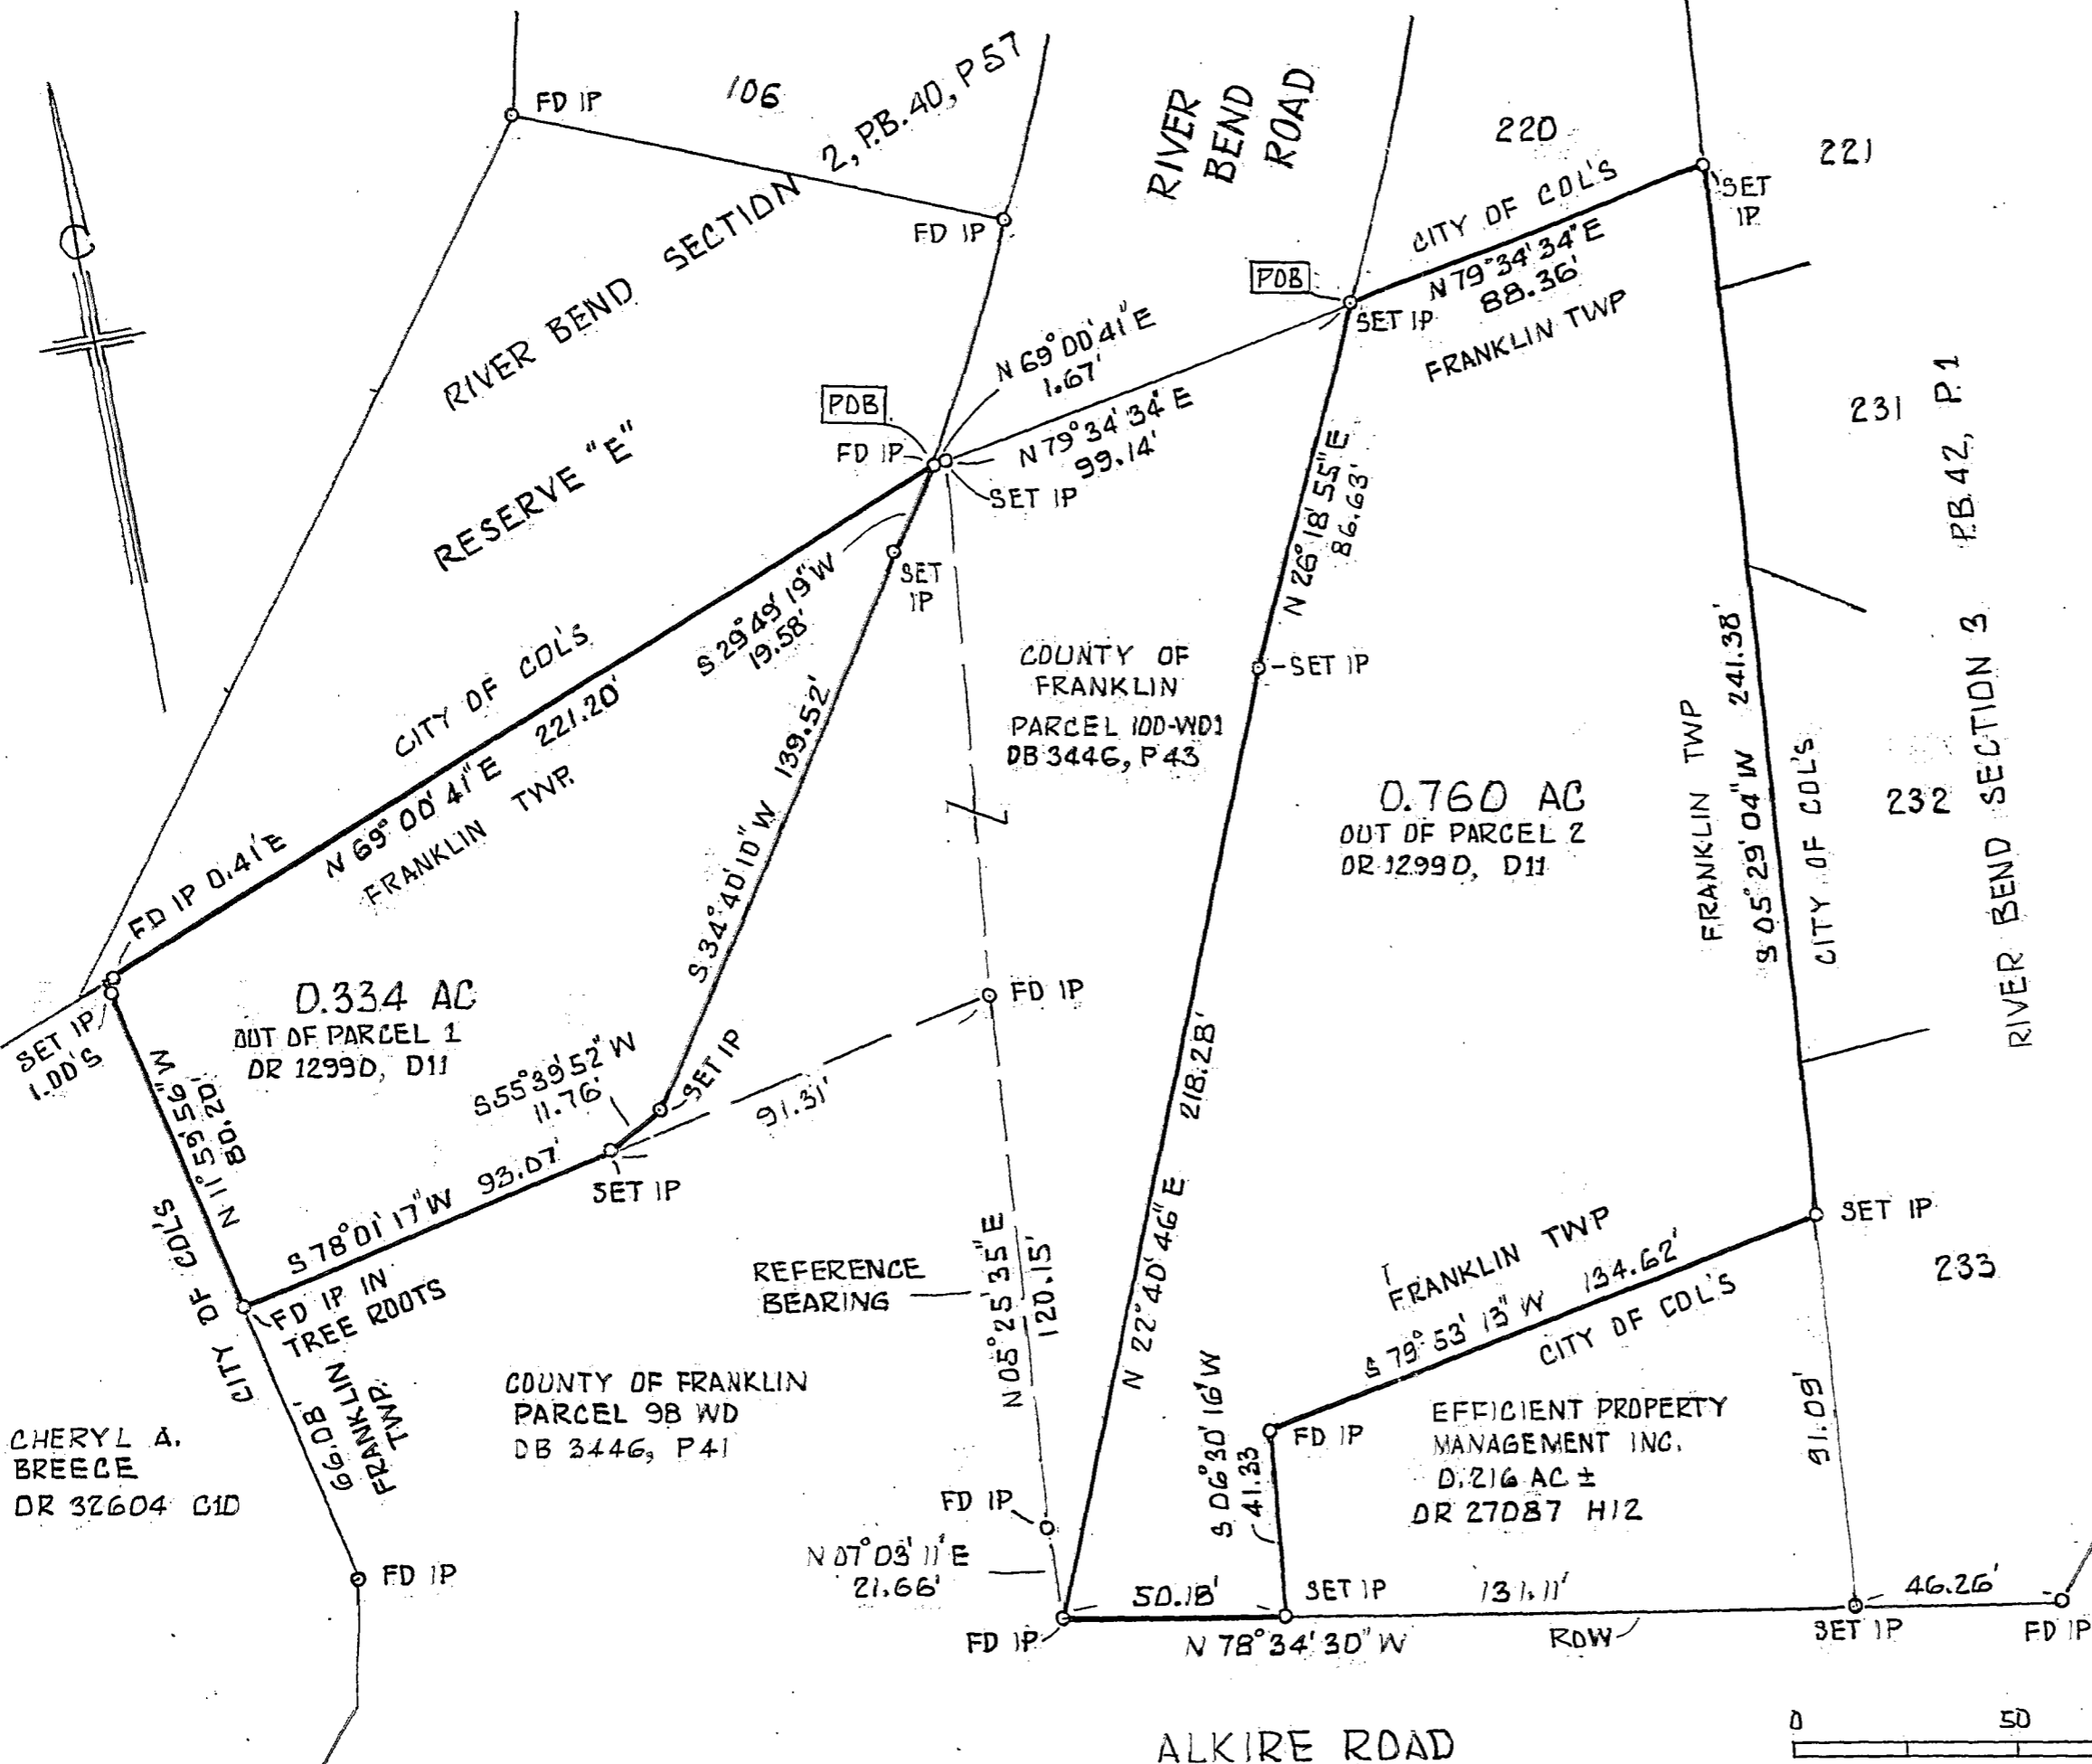 FD IP
106
RIVER BEND SECTION 2, P.B. 40, P 57
FD IP
RIVER
BEND
ROAD
220
221
CITY OF COL'S
N 79° 34' 34" E
88.36'
FRANKLIN TWP
SET
IP
POB
SET IP
N 69° 00' 41" E
1.67'
N 79° 34' 34" E
99.14'
POB
FD IP
SET IP
RESERVE "E"
231
RIVER BEND SECTION 3 P.B. 42, P. 1
S 29° 49' 19" W
19.58'
SET
IP
N 26° 18' 55" E
86.63'
SET IP
COUNTY OF
FRANKLIN
PARCEL 100-WD1
DB 3446, P 43
CITY OF COL'S
N 69° 00' 41" E 221.20'
FRANKLIN TWP.
S 34° 40' 10" W 139.52'
0.760 AC
OUT OF PARCEL 2
OR 1299D, D11
FRANKLIN TWP
S 05° 29' 04" W 241.38'
CITY OF COL'S
232
FD IP 0.41' E
SET IP
1.00' S
0.334 AC
OUT OF PARCEL 1
OR 1299D, D11
FD IP
S 55° 39' 52" W
11.76'
SET IP
91.31'
N 11° 59' 56" W
80.20'
CITY OF COL'S
S 78° 01' 17" W 93.07'
SET IP
FD IP IN
TREE ROOTS
REFERENCE
BEARING
N 05° 25' 35" E
120.15'
N 22° 40' 46" E 218.28'
SET IP
FRANKLIN TWP
S 79° 53' 13" W 134.62'
CITY OF COL'S
233
CHERYL A.
BREECE
OR 32604 C10
66.08'
FRANKLIN
TWP.
COUNTY OF FRANKLIN
PARCEL 98 WD
DB 3446, P 41
FD IP
S 06° 30' 16" W
41.33
FD IP
EFFICIENT PROPERTY
MANAGEMENT INC.
0.216 AC ±
OR 27087 H12
91.09'
FD IP
N 07° 03' 11" E
21.66'
FD IP
50.18'
SET IP
131.11'
N 78° 34' 30" W
ROW
SET IP
46.26'
FD IP
ALKIRE ROAD
0 50